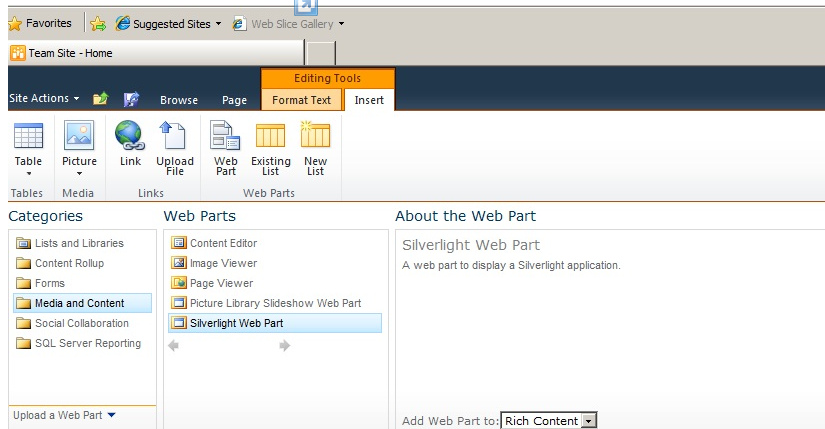 Favorites Suggested Sites Web Slice Gallery
Team Site - Home
Editing Tools
Site Actions Browse Page Format Text Insert
Table Picture Link Upload File Web Part Existing List New List
Tables Media Links Web Parts
Categories
Lists and Libraries
Content Rollup
Forms
Media and Content
Social Collaboration
SQL Server Reporting
Upload a Web Part
Web Parts
Content Editor
Image Viewer
Page Viewer
Picture Library Slideshow Web Part
Silverlight Web Part
About the Web Part
Silverlight Web Part
A web part to display a Silverlight application.
Add Web Part to: Rich Content